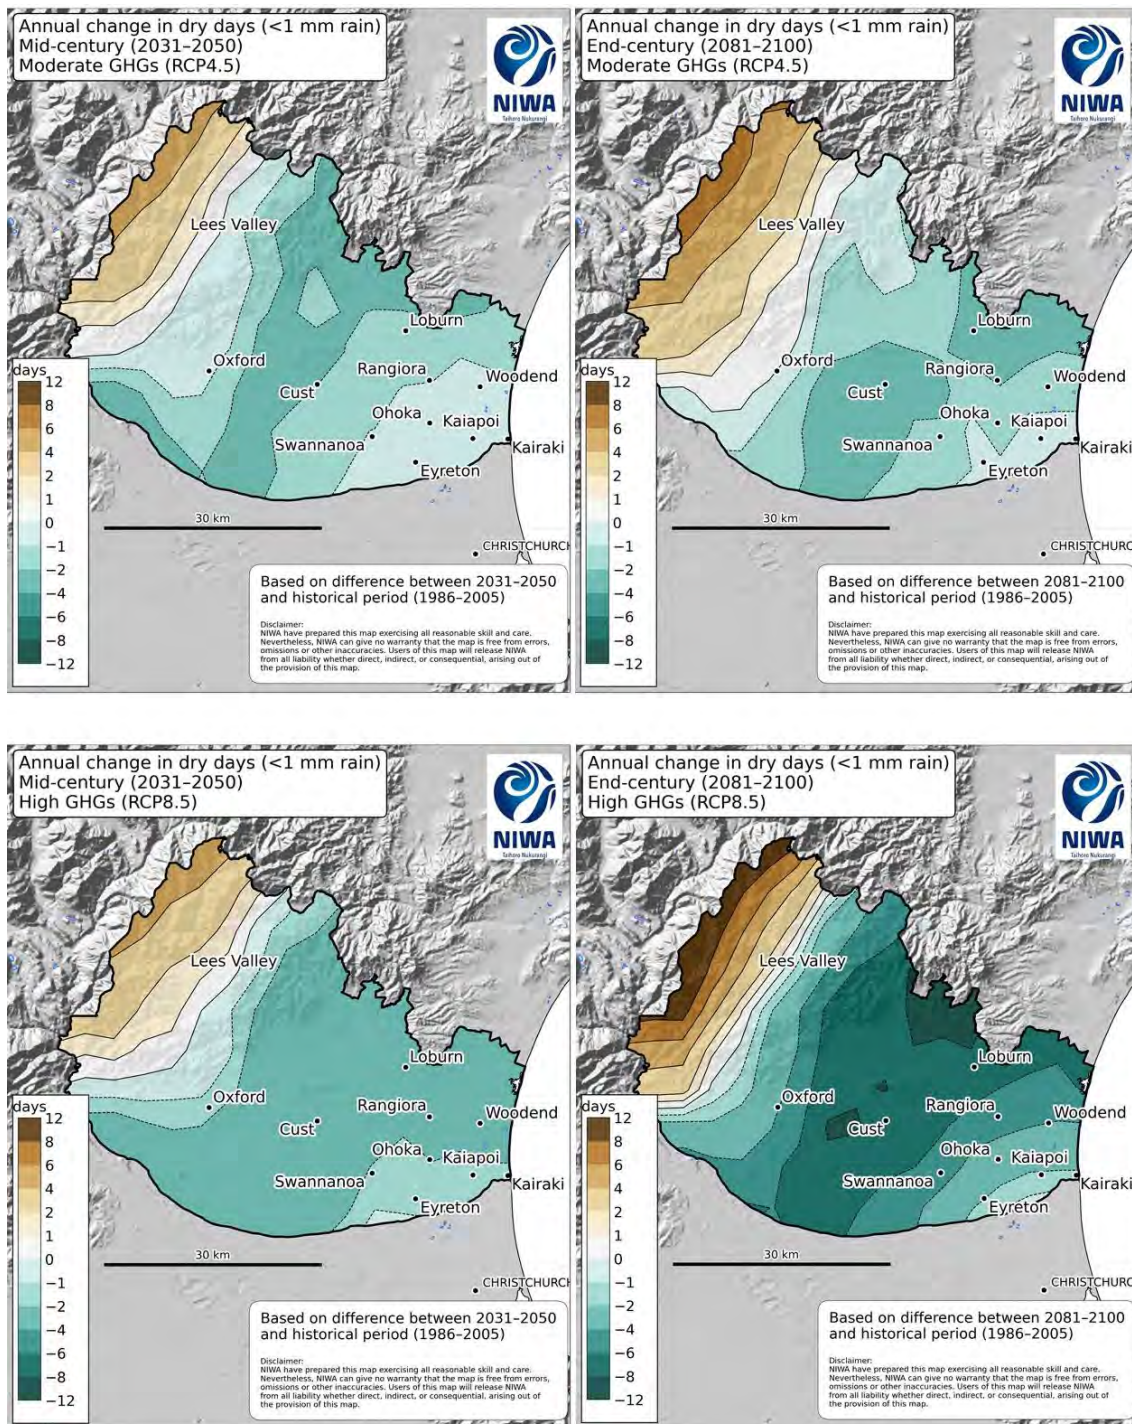 Annual change in dry days (<1 mm rain)
Mid-century (2031–2050)
Moderate GHGs (RCP4.5)
NIWA
Taihoro Nukurangi
Lees Valley
Loburn
Oxford
Rangiora
Woodend
Cust
Ohoka
Kaiapoi
Swannanoa
Kairaki
Eyreton
days
12
8
6
4
2
1
0
−1
−2
−4
−6
−8
−12
30 km
CHRISTCHURCH
Based on difference between 2031–2050
and historical period (1986–2005)
Disclaimer:
NIWA have prepared this map exercising all reasonable skill and care.
Nevertheless, NIWA can give no warranty that the map is free from errors,
omissions or other inaccuracies. Users of this map will release NIWA
from all liability whether direct, indirect, or consequential, arising out of
the provision of this map.
Annual change in dry days (<1 mm rain)
End-century (2081–2100)
Moderate GHGs (RCP4.5)
NIWA
Taihoro Nukurangi
Lees Valley
Loburn
Oxford
Rangiora
Woodend
Cust
Ohoka
Kaiapoi
Swannanoa
Kairaki
Eyreton
days
12
8
6
4
2
1
0
−1
−2
−4
−6
−8
−12
30 km
CHRISTCHURC
Based on difference between 2081–2100
and historical period (1986–2005)
Disclaimer:
NIWA have prepared this map exercising all reasonable skill and care.
Nevertheless, NIWA can give no warranty that the map is free from errors,
omissions or other inaccuracies. Users of this map will release NIWA
from all liability whether direct, indirect, or consequential, arising out of
the provision of this map.
Annual change in dry days (<1 mm rain)
Mid-century (2031–2050)
High GHGs (RCP8.5)
NIWA
Taihoro Nukurangi
Lees Valley
Loburn
Oxford
Rangiora
Woodend
Cust
Ohoka
Kaiapoi
Swannanoa
Kairaki
Eyreton
days
12
8
6
4
2
1
0
−1
−2
−4
−6
−8
−12
30 km
CHRISTCHURCH
Based on difference between 2031–2050
and historical period (1986–2005)
Disclaimer:
NIWA have prepared this map exercising all reasonable skill and care.
Nevertheless, NIWA can give no warranty that the map is free from errors,
omissions or other inaccuracies. Users of this map will release NIWA
from all liability whether direct, indirect, or consequential, arising out of
the provision of this map.
Annual change in dry days (<1 mm rain)
End-century (2081–2100)
High GHGs (RCP8.5)
NIWA
Taihoro Nukurangi
Lees Valley
Loburn
Oxford
Rangiora
Woodend
Cust
Ohoka
Kaiapoi
Swannanoa
Kairaki
Eyreton
days
12
8
6
4
2
1
0
−1
−2
−4
−6
−8
−12
30 km
CHRISTCHURC
Based on difference between 2081–2100
and historical period (1986–2005)
Disclaimer:
NIWA have prepared this map exercising all reasonable skill and care.
Nevertheless, NIWA can give no warranty that the map is free from errors,
omissions or other inaccuracies. Users of this map will release NIWA
from all liability whether direct, indirect, or consequential, arising out of
the provision of this map.